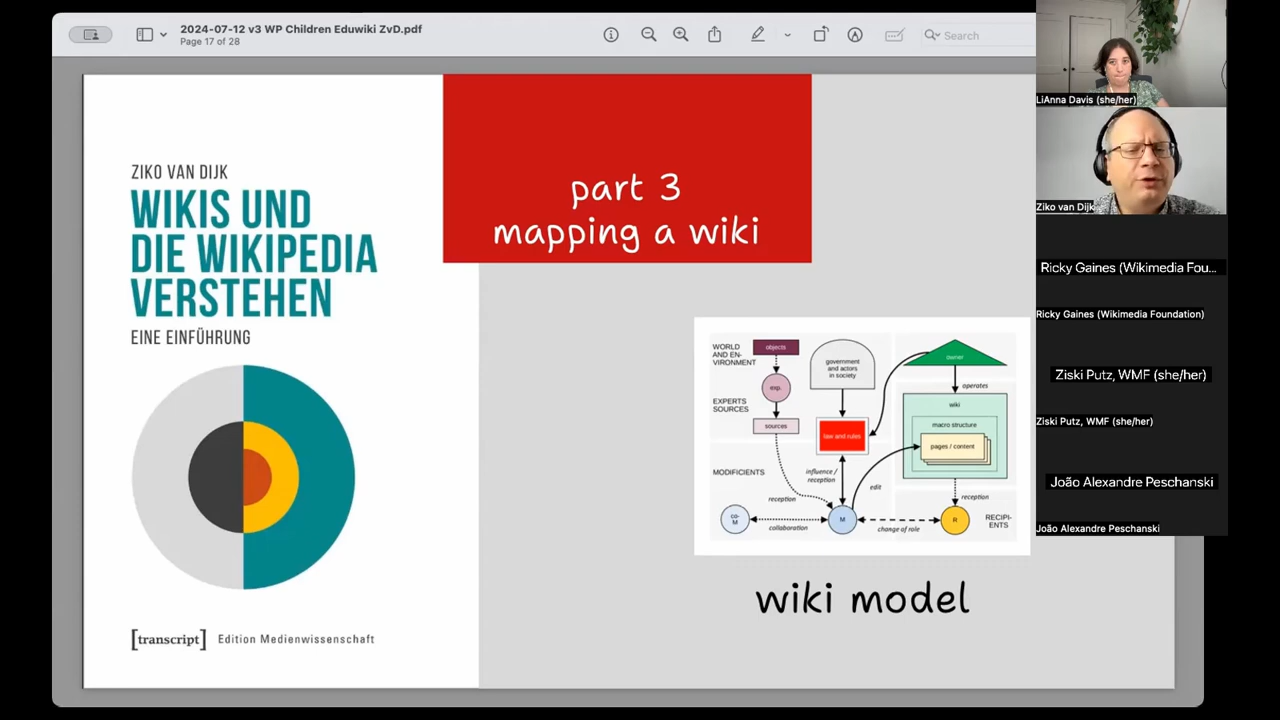 2024-07-12 v3 WP Children Eduwiki ZvD.pdf
Page 17 of 28
Search
ZIKO VAN DIJK
WIKIS UND
DIE WIKIPEDIA
VERSTEHEN
EINE EINFÜHRUNG
[transcript] Edition Medienwissenschaft
part 3
mapping a wiki
WORLD
AND EN-
VIRONMENT
objects
exp.
EXPERTS
SOURCES
sources
government
and actors
in society
law and rules
owner
operates
wiki
macro structure
pages / content
MODIFICIENTS
influence /
reception
edit
reception
reception
co-
M
collaboration
M
change of role
R
RECIPI-
ENTS
wiki model
LiAnna Davis (she/her)
Ziko van Dijk
Ricky Gaines (Wikimedia Fou...
Ricky Gaines (Wikimedia Foundation)
Ziski Putz, WMF (she/her)
Ziski Putz, WMF (she/her)
João Alexandre Peschanski
João Alexandre Peschanski